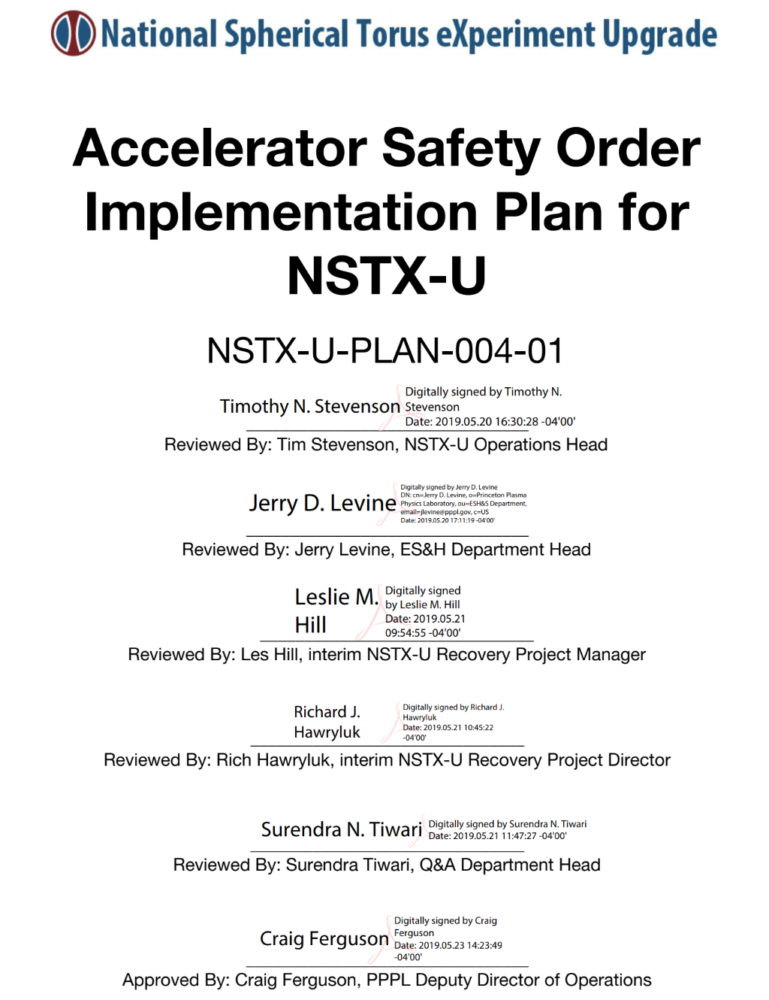 National Spherical Torus eXperiment Upgrade
Accelerator Safety Order
Implementation Plan for
NSTX-U
NSTX-U-PLAN-004-01
Timothy N. Stevenson
Digitally signed by Timothy N.
Stevenson
Date: 2019.05.20 16:30:28 -04'00'
Reviewed By: Tim Stevenson, NSTX-U Operations Head
Jerry D. Levine
Digitally signed by Jerry D. Levine
DN: cn=Jerry D. Levine, o=Princeton Plasma
Physics Laboratory, ou=ESH&S Department,
email=jlevine@pppl.gov, c=US
Date: 2019.05.20 17:11:19 -04'00'
Reviewed By: Jerry Levine, ES&H Department Head
Leslie M.
Hill
Digitally signed
by Leslie M. Hill
Date: 2019.05.21
09:54:55 -04'00'
Reviewed By: Les Hill, interim NSTX-U Recovery Project Manager
Richard J.
Hawryluk
Digitally signed by Richard J.
Hawryluk
Date: 2019.05.21 10:45:22
-04'00'
Reviewed By: Rich Hawryluk, interim NSTX-U Recovery Project Director
Surendra N. Tiwari
Digitally signed by Surendra N. Tiwari
Date: 2019.05.21 11:47:27 -04'00'
Reviewed By: Surendra Tiwari, Q&A Department Head
Craig Ferguson
Digitally signed by Craig
Ferguson
Date: 2019.05.23 14:23:49
-04'00'
Approved By: Craig Ferguson, PPPL Deputy Director of Operations